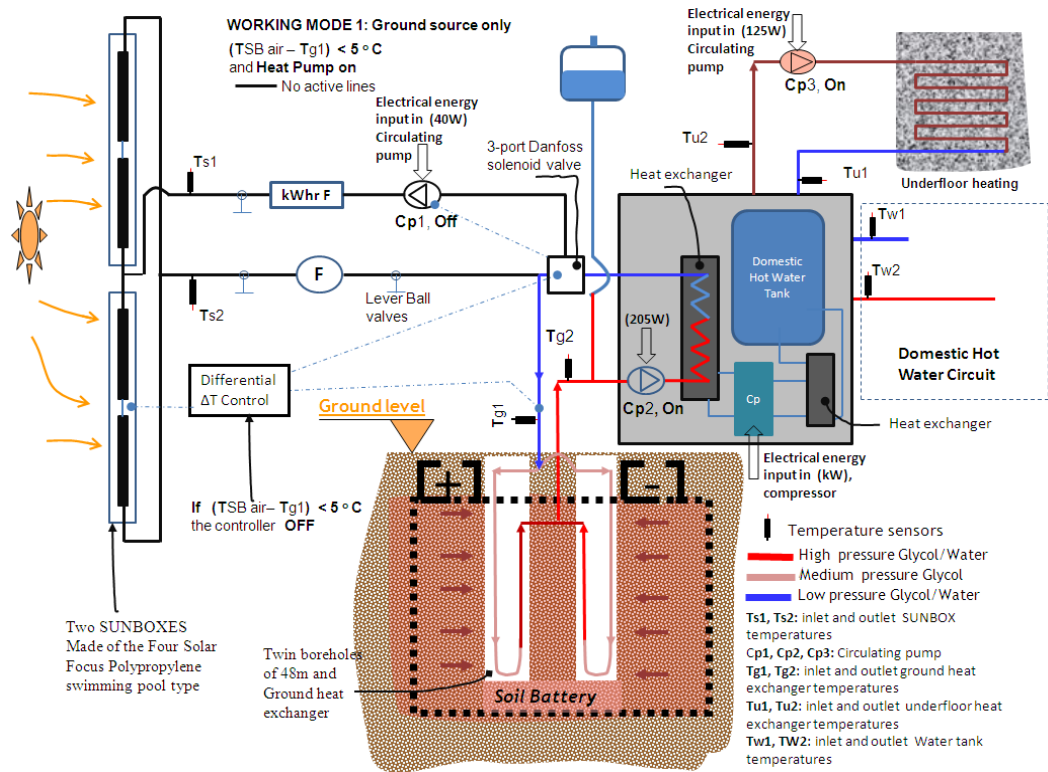 WORKING MODE 1: Ground source only
(TSB air – Tg1) < 5 º C
and Heat Pump on
No active lines
Electrical energy
input in (40W)
Circulating
pump
3-port Danfoss
solenoid valve
Electrical energy
input in (125W)
Circulating
pump
Cp3, On
Tu2
Tu1
Underfloor heating
Heat exchanger
Ts1
kWhr F
Cp1, Off
Ts2
F
Lever Ball
valves
Domestic
Hot Water
Tank
Tw1
Tw2
Domestic Hot
Water Circuit
(205W)
Tg2
Cp2, On
Cp
Heat exchanger
Differential
ΔT Control
Ground level
Tg1
Electrical energy
input in (kW),
compressor
If (TSB air– Tg1) < 5 º C
the controller OFF
+
-
Temperature sensors
High pressure Glycol/Water
Medium pressure Glycol
Low pressure Glycol/Water
Ts1, Ts2: inlet and outlet SUNBOX
temperatures
Cp1, Cp2, Cp3: Circulating pump
Tg1, Tg2: inlet and outlet ground heat
exchanger temperatures
Tu1, Tu2: inlet and outlet underfloor heat
exchanger temperatures
Tw1, TW2: inlet and outlet Water tank
temperatures
Two SUNBOXES
Made of the Four Solar
Focus Polypropylene
swimming pool type
Twin boreholes
of 48m and
Ground heat
exchanger
Soil Battery